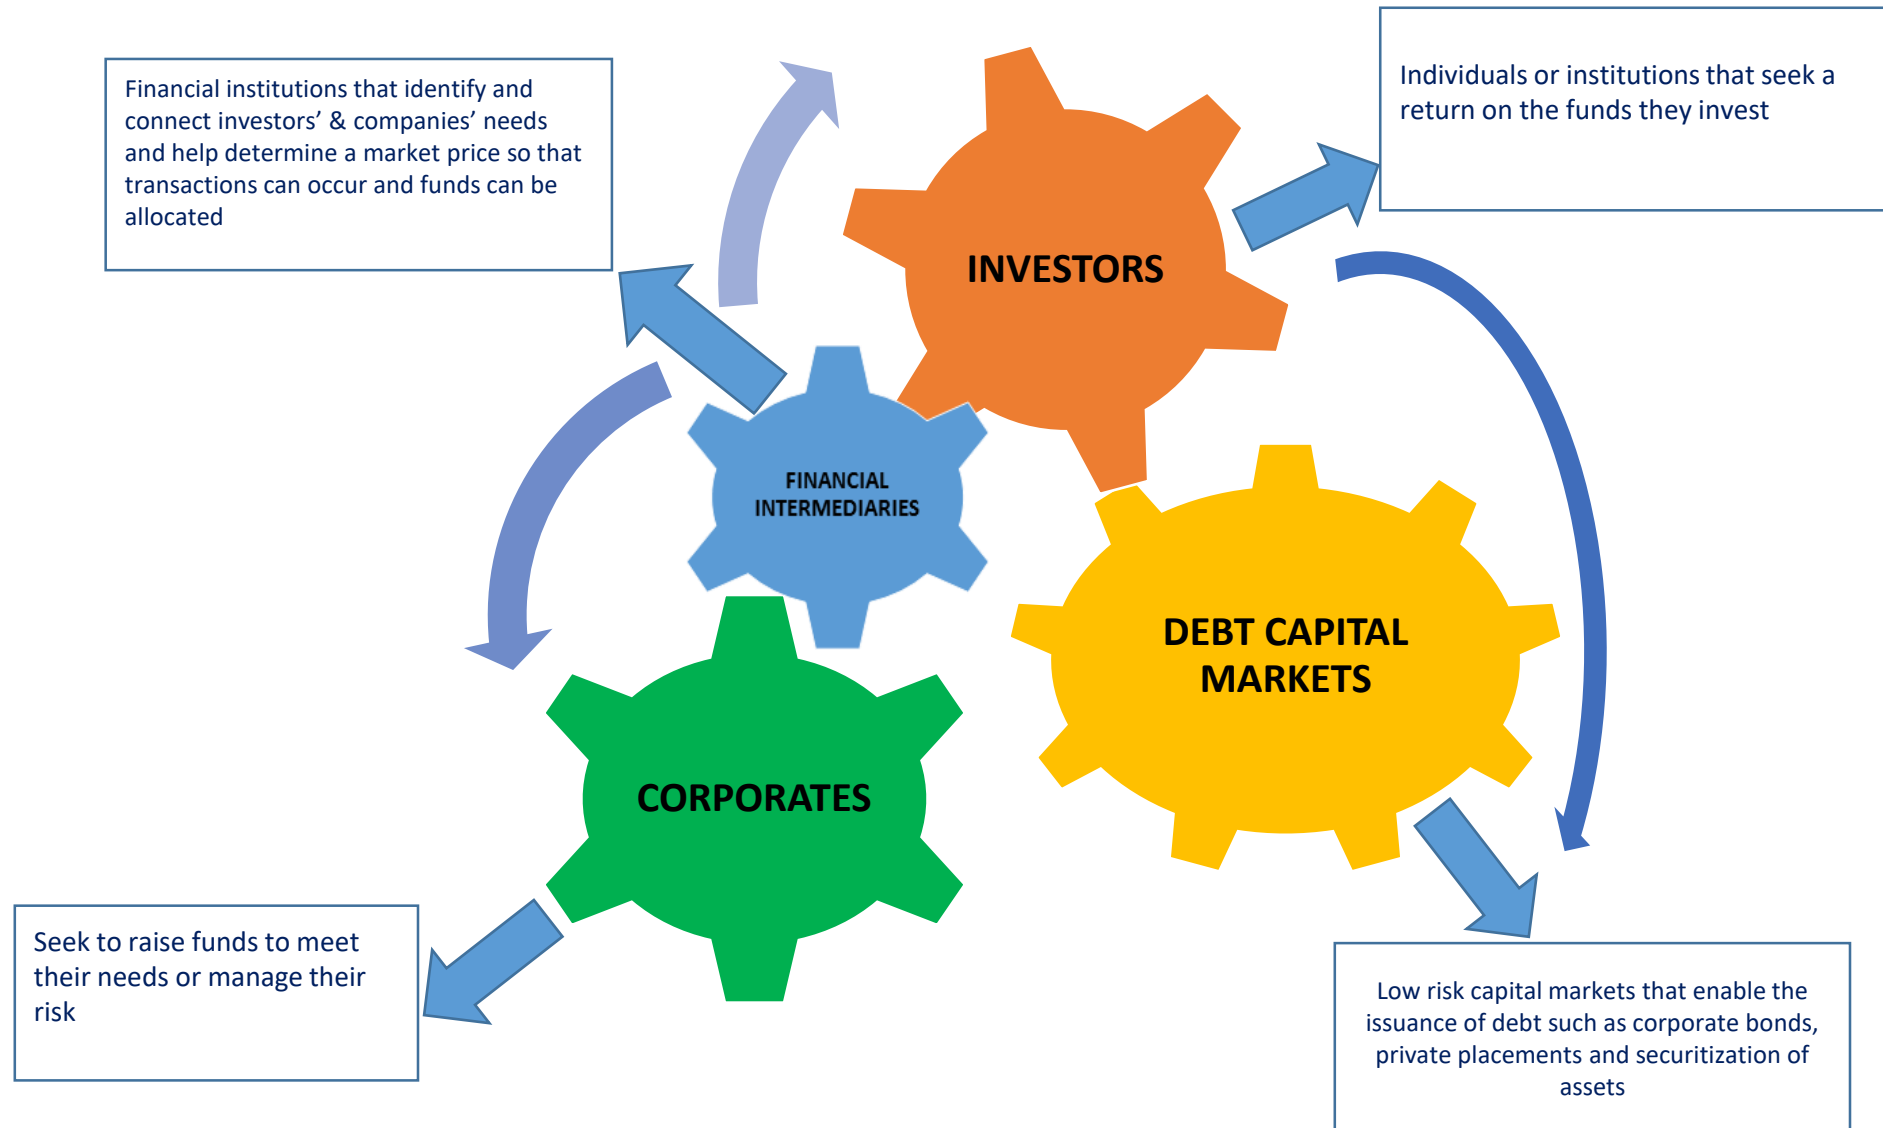 Financial institutions that identify and
connect investors’ & companies’ needs
and help determine a market price so that
transactions can occur and funds can be
allocated
Individuals or institutions that seek a
return on the funds they invest
INVESTORS
FINANCIAL
INTERMEDIARIES
DEBT CAPITAL
MARKETS
CORPORATES
Seek to raise funds to meet
their needs or manage their
risk
Low risk capital markets that enable the
issuance of debt such as corporate bonds,
private placements and securitization of
assets